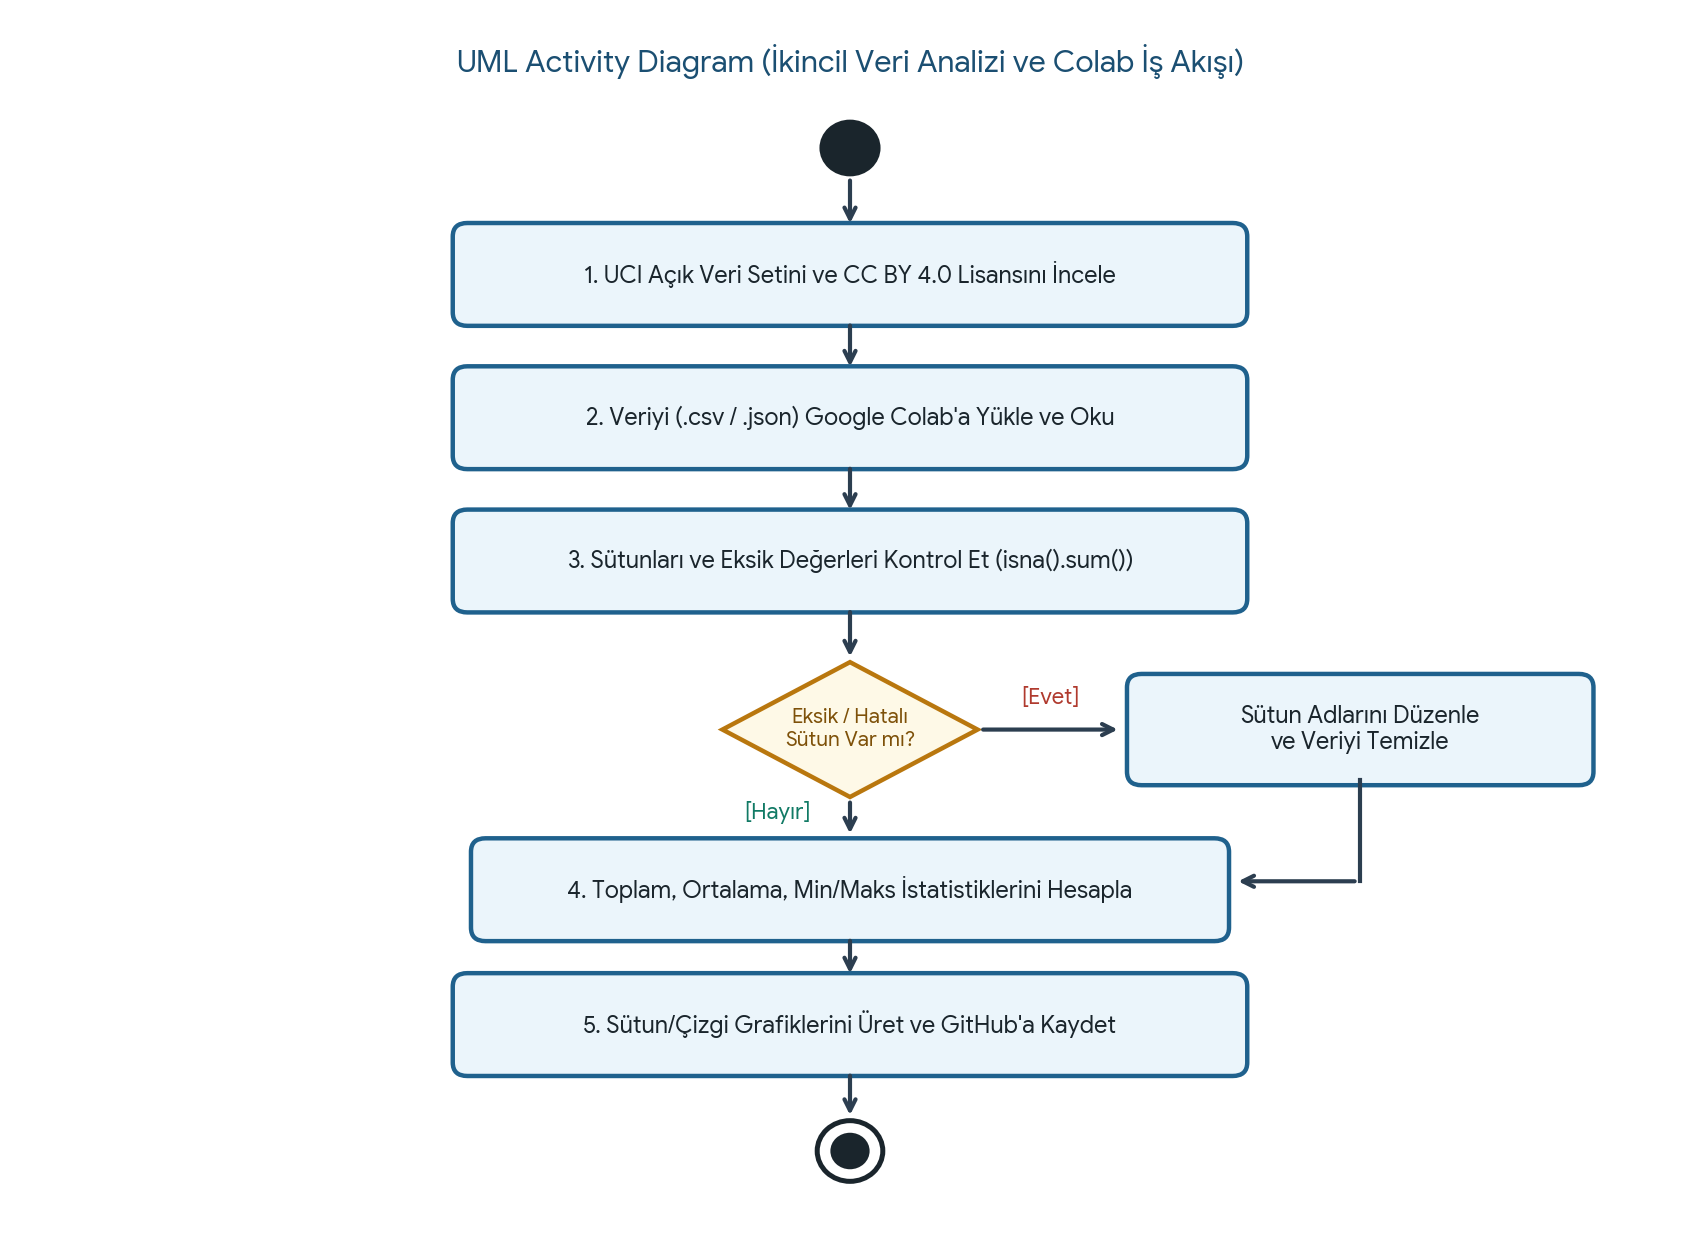 UML Activity Diagram (İkincil Veri Analizi ve Colab İş Akışı)
1. UCI Açık Veri Setini ve CC BY 4.0 Lisansını İncele
2. Veriyi (.csv / .json) Google Colab'a Yükle ve Oku
3. Sütunları ve Eksik Değerleri Kontrol Et (isna().sum())
Eksik / Hatalı
Sütun Var mı?
[Evet]
Sütun Adlarını Düzenle
ve Veriyi Temizle
[Hayır]
4. Toplam, Ortalama, Min/Maks İstatistiklerini Hesapla
5. Sütun/Çizgi Grafiklerini Üret ve GitHub'a Kaydet